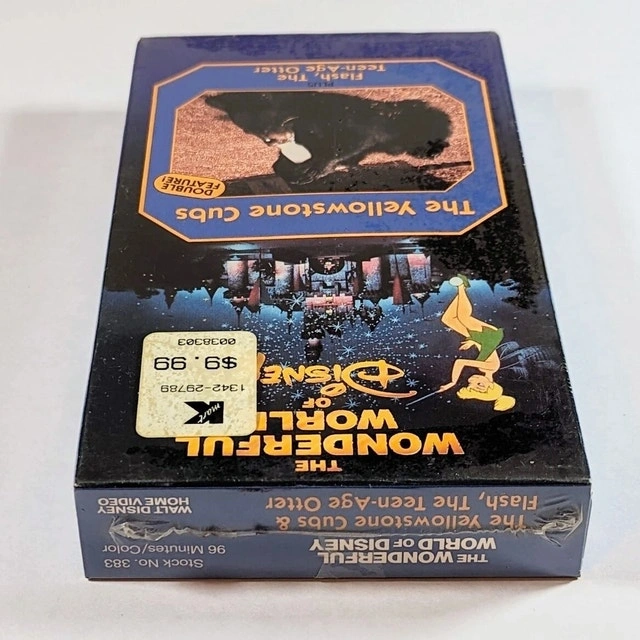 THE
WONDERFUL
WORLD
OF
DISNEY
K
mart
1342-29789
$9.99
0038303
The Yellowstone Cubs
DOUBLE
FEATURE!
PLUS
Flash, The
Teen-Age Otter
THE WONDERFUL
WORLD OF DISNEY
Stock No. 383
96 Minutes/Color
The Yellowstone Cubs &
Flash, The Teen-Age Otter
WALT DISNEY
HOME VIDEO